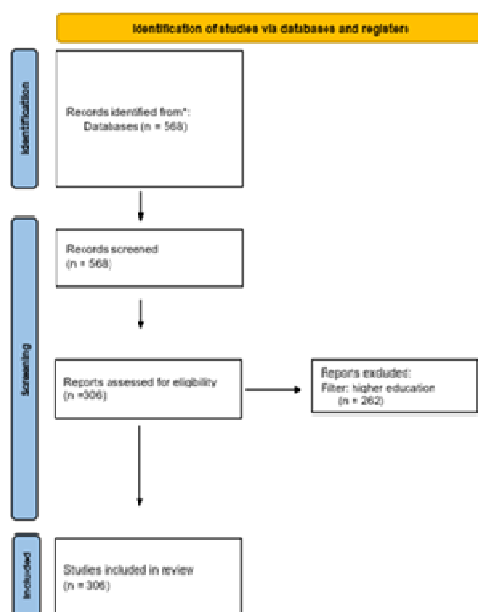 Identification of studies via databases and registers
Identification
Records identified from*:
Databases (n = 568)
Screening
Records screened
(n = 568)
Reports assessed for eligibility
(n =306)
Reports excluded:
Filter: higher education
(n = 262)
Included
Studies included in review
(n = 306)